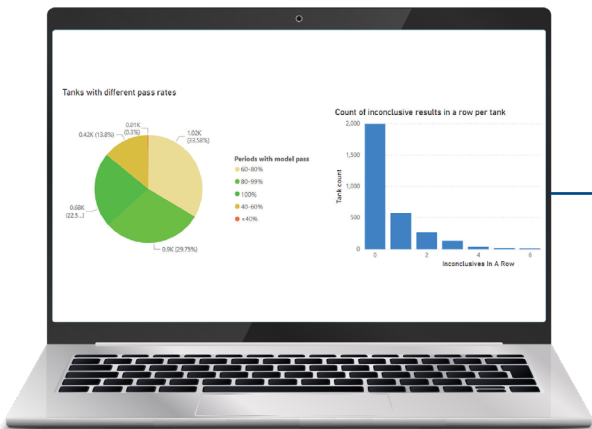 Tanks with different pass rates
0.01K
(0.3%)
0.42K (13.8%)
1.02K
(33.58%)
0.68K
(22.5...)
0.9K (29.75%)
Periods with model pass
60-80%
80-99%
100%
40-60%
<40%
Count of inconclusive results in a row per tank
2,000
1,500
1,000
500
0
Tank count
0
2
4
6
Inconclusives In A Row